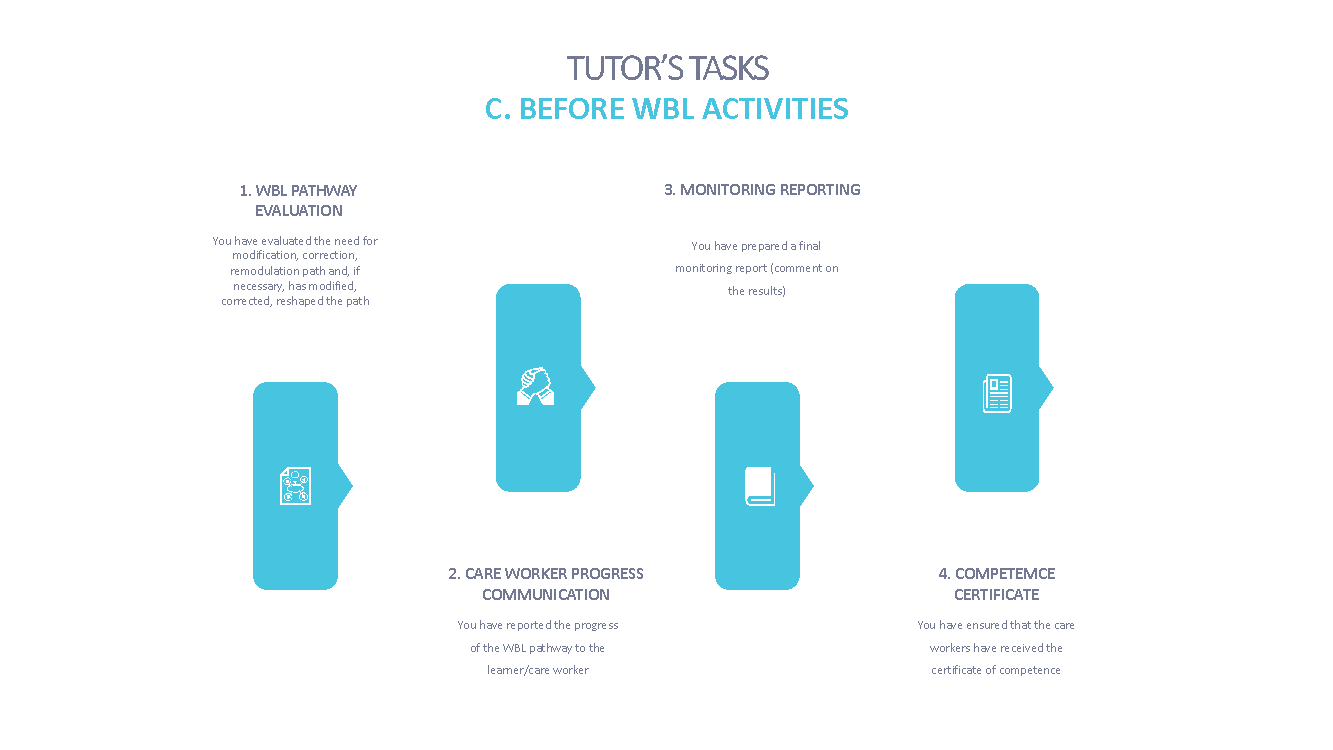 TUTOR'S TASKS
C. BEFORE WBL ACTIVITIES
1. WBL PATHWAY
EVALUATION
You have evaluated the need for
modification, correction,
remodulation path and, if
necessary, has modified,
corrected, reshaped the path
2. CARE WORKER PROGRESS
COMMUNICATION
You have reported the progress
of the WBL pathway to the
learner/care worker
3. MONITORING REPORTING
You have prepared a final
monitoring report (comment on
the results)
4. COMPETEMCE
CERTIFICATE
You have ensured that the care
workers have received the
certificate of competence